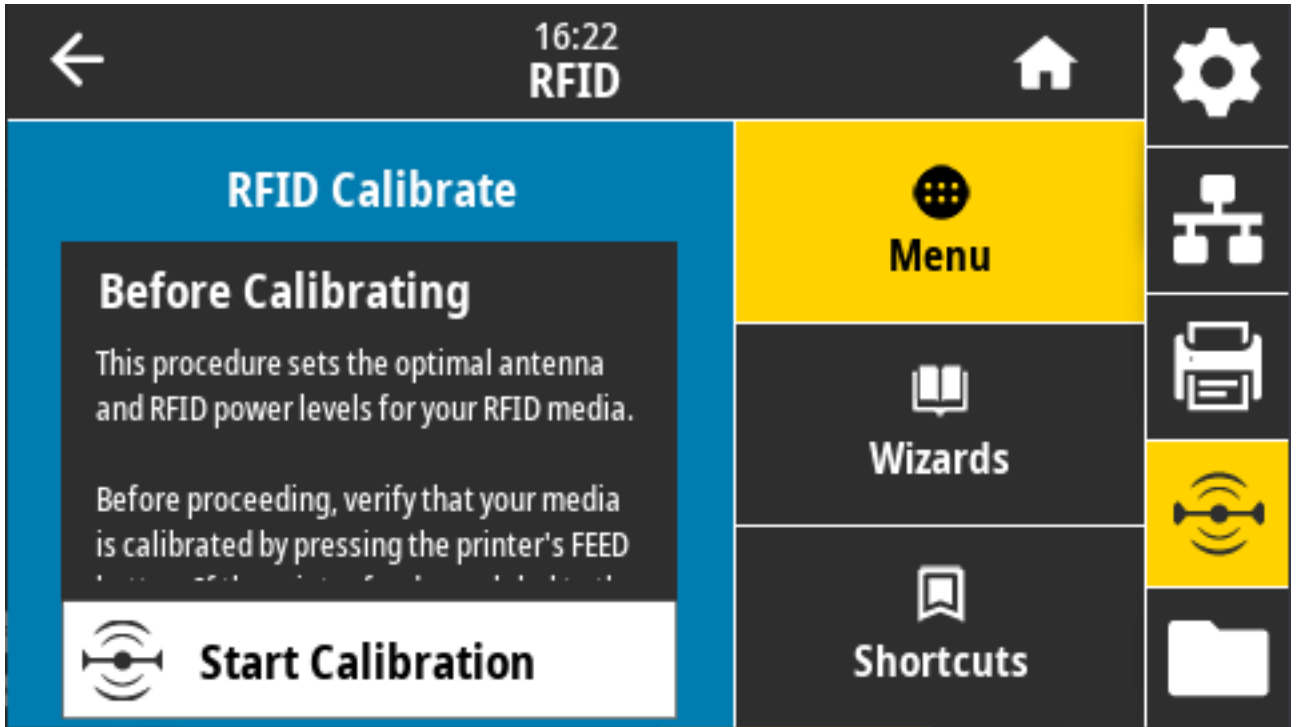 16:22
RFID
RFID Calibrate
Before Calibrating
This procedure sets the optimal antenna
and RFID power levels for your RFID media.
Before proceeding, verify that your media
is calibrated by pressing the printer's FEED
Start Calibration
Menu
Wizards
Shortcuts